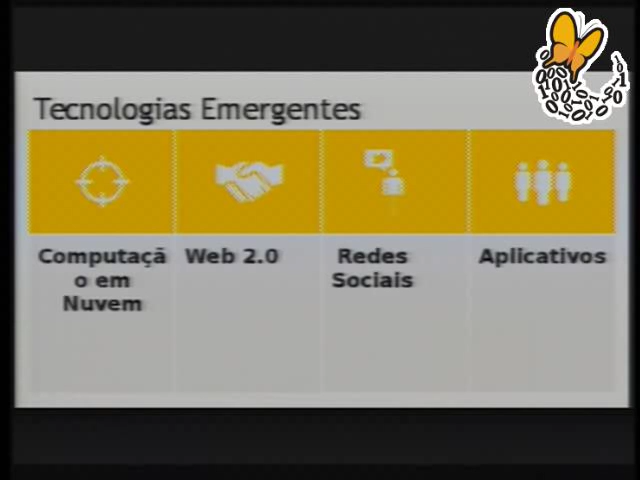 Tecnologias Emergentes
Computaçã
o em
Nuvem
Web 2.0
Redes
Sociais
Aplicativos